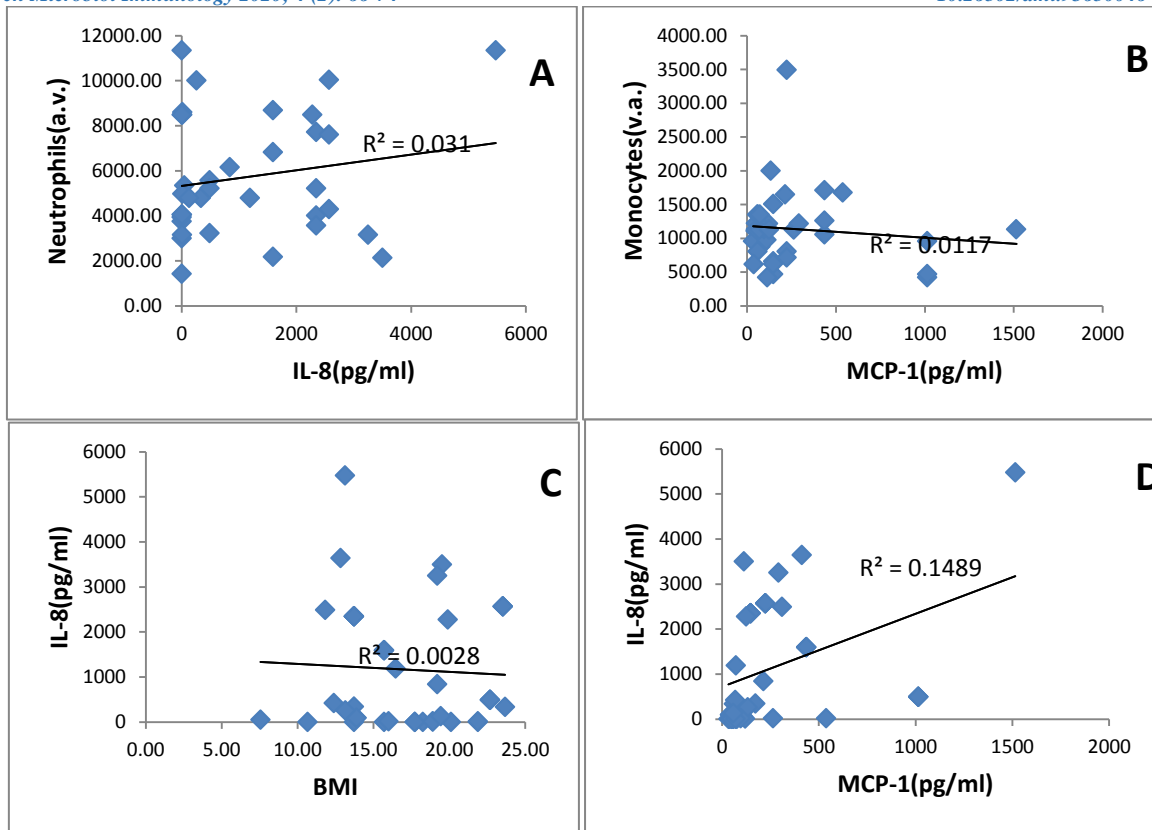 12000.00
10000.00
8000.00
6000.00
4000.00
2000.00
0.00
Neutrophils(a.v.)
R² = 0.031
A
0 2000 4000 6000
IL-8(pg/ml)
4000.00
3500.00
3000.00
2500.00
2000.00
1500.00
1000.00
500.00
0.00
Monocytes(v.a.)
R² = 0.0117
B
0 500 1000 1500 2000
MCP-1(pg/ml)
6000
5000
4000
3000
2000
1000
0
IL-8(pg/ml)
R² = 0.0028
C
0.00 5.00 10.00 15.00 20.00 25.00
BMI
6000
5000
4000
3000
2000
1000
0
IL-8(pg/ml)
R² = 0.1489
D
0 500 1000 1500 2000
MCP-1(pg/ml)